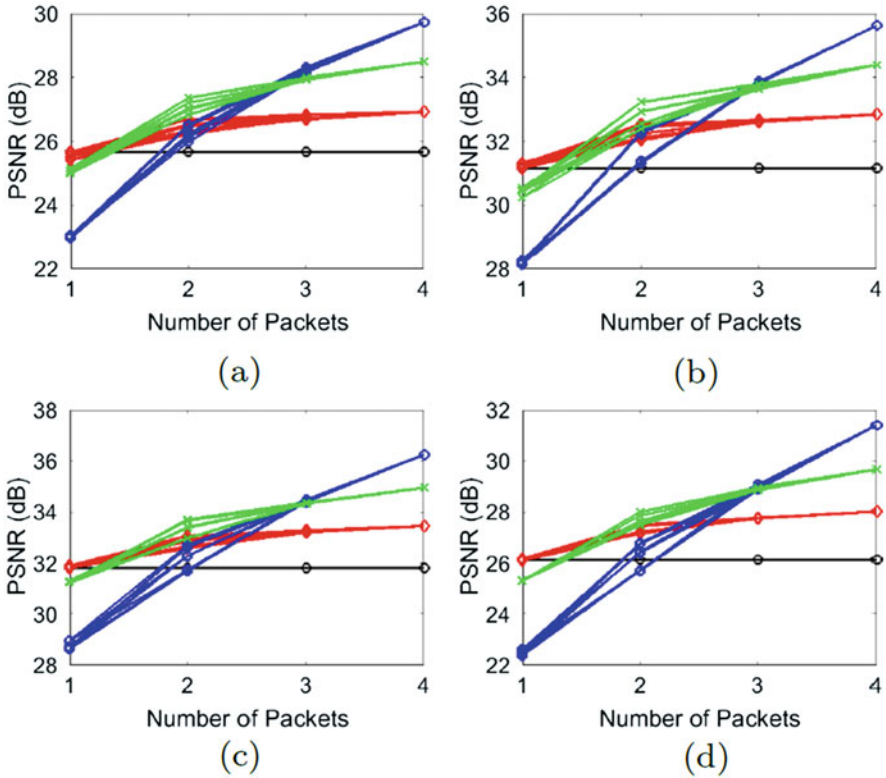 30
28
26
23
22
PSNR (dB)
1 2 3 4
Number of Packets
(a)
36
34
32
30
28
PSNR (dB)
1 2 3 4
Number of Packets
(b)
38
36
33
32
30
28
PSNR (dB)
1 2 3 4
Number of Packets
(c)
32
30
28
26
24
22
PSNR (dB)
1 2 3 4
Number of Packets
(d)